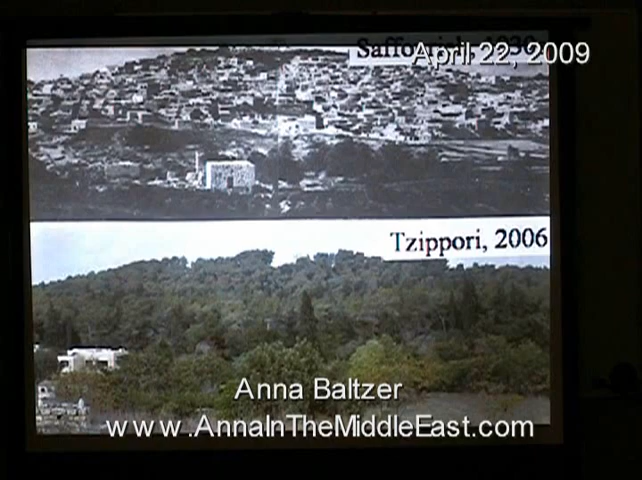 April 22, 2009
Tzippori, 2006
Anna Baltzer
www.AnnaInTheMiddleEast.com